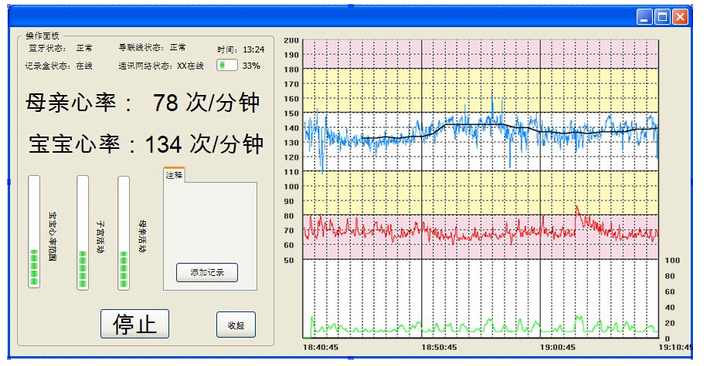 操作面板
蓝牙状态: 正常 导联线状态: 正常 时间: 13:24
记录盒状态: 在线 通讯网络状态: XX在线 33%
母亲心率： 78 次/分钟
宝宝心率：134 次/分钟
注释
宝宝心率范围
子宫活动
母亲活动
添加记录
停止
收起
200
190
180
170
160
150
140
130
120
110
100
90
80
70
60
50
100
80
60
40
20
0
18:40:45 18:50:45 19:00:45 19:10:45